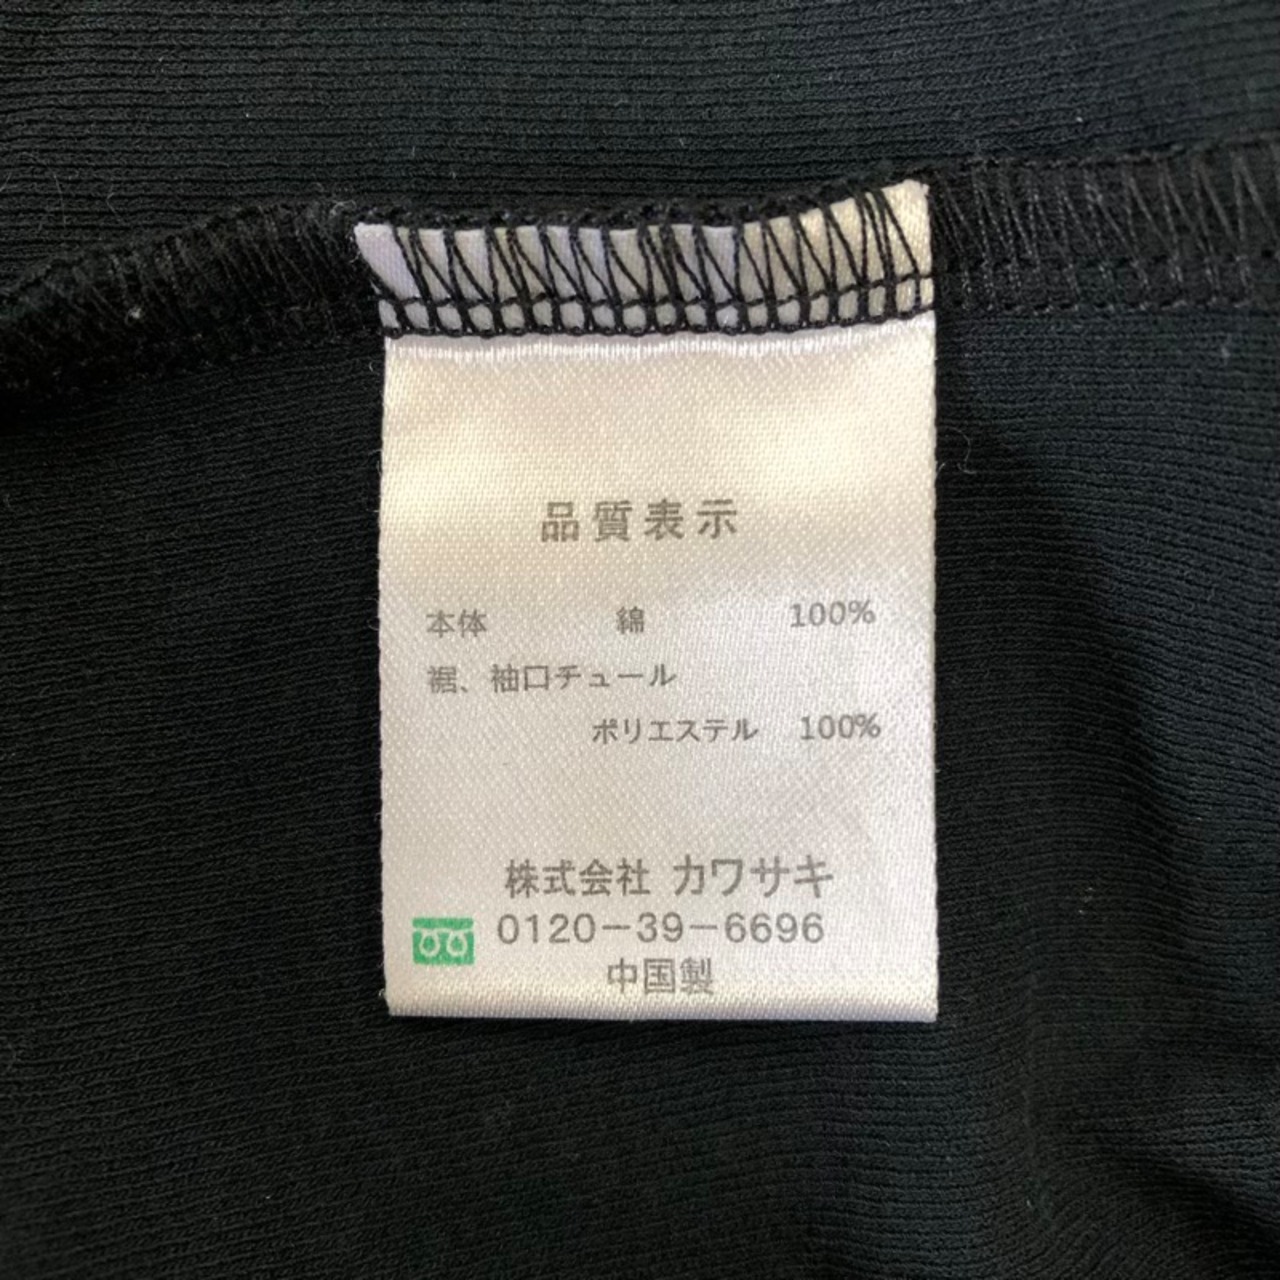 品質表示
本体 綿 100%
裾、袖口チュール
ポリエステル 100%
株式会社 カワサキ
0120-39-6696
中国製